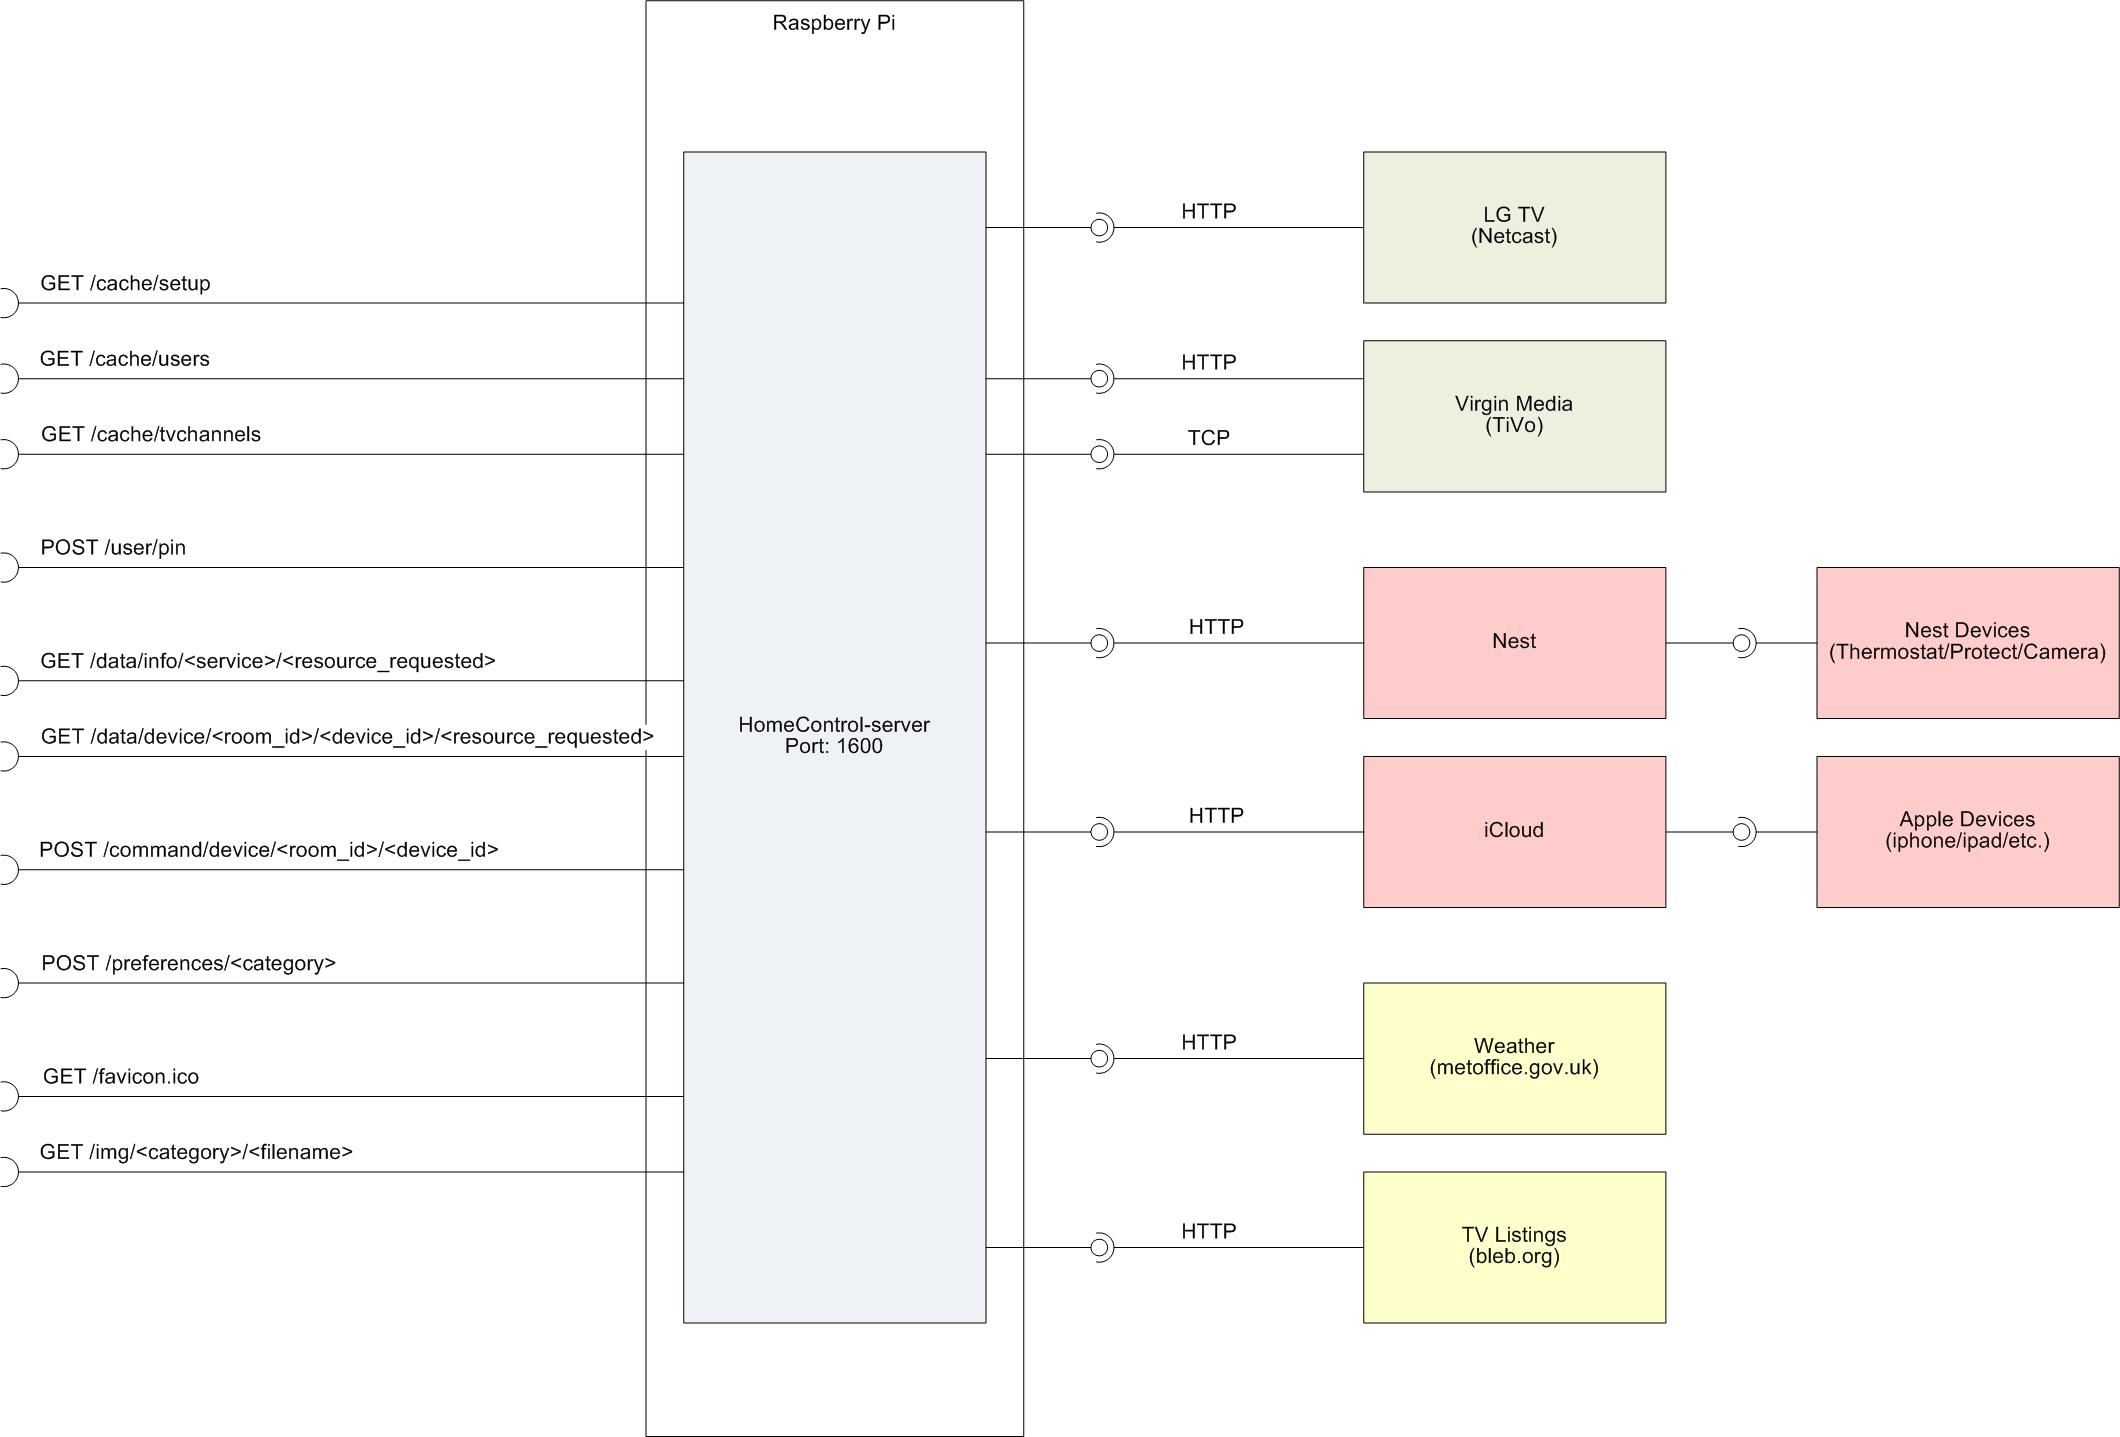 Raspberry Pi
GET /cache/setup
GET /cache/users
GET /cache/tvchannels
POST /user/pin
GET /data/info/<service>/<resource_requested>
GET /data/device/<room_id>/<device_id>/<resource_requested>
POST /command/device/<room_id>/<device_id>
POST /preferences/<category>
GET /favicon.ico
GET /img/<category>/<filename>
HomeControl-server
Port: 1600
HTTP
LG TV
(Netcast)
HTTP
TCP
Virgin Media
(TiVo)
HTTP
Nest
Nest Devices
(Thermostat/Protect/Camera)
HTTP
iCloud
Apple Devices
(iphone/ipad/etc.)
HTTP
Weather
(metoffice.gov.uk)
HTTP
TV Listings
(bleb.org)